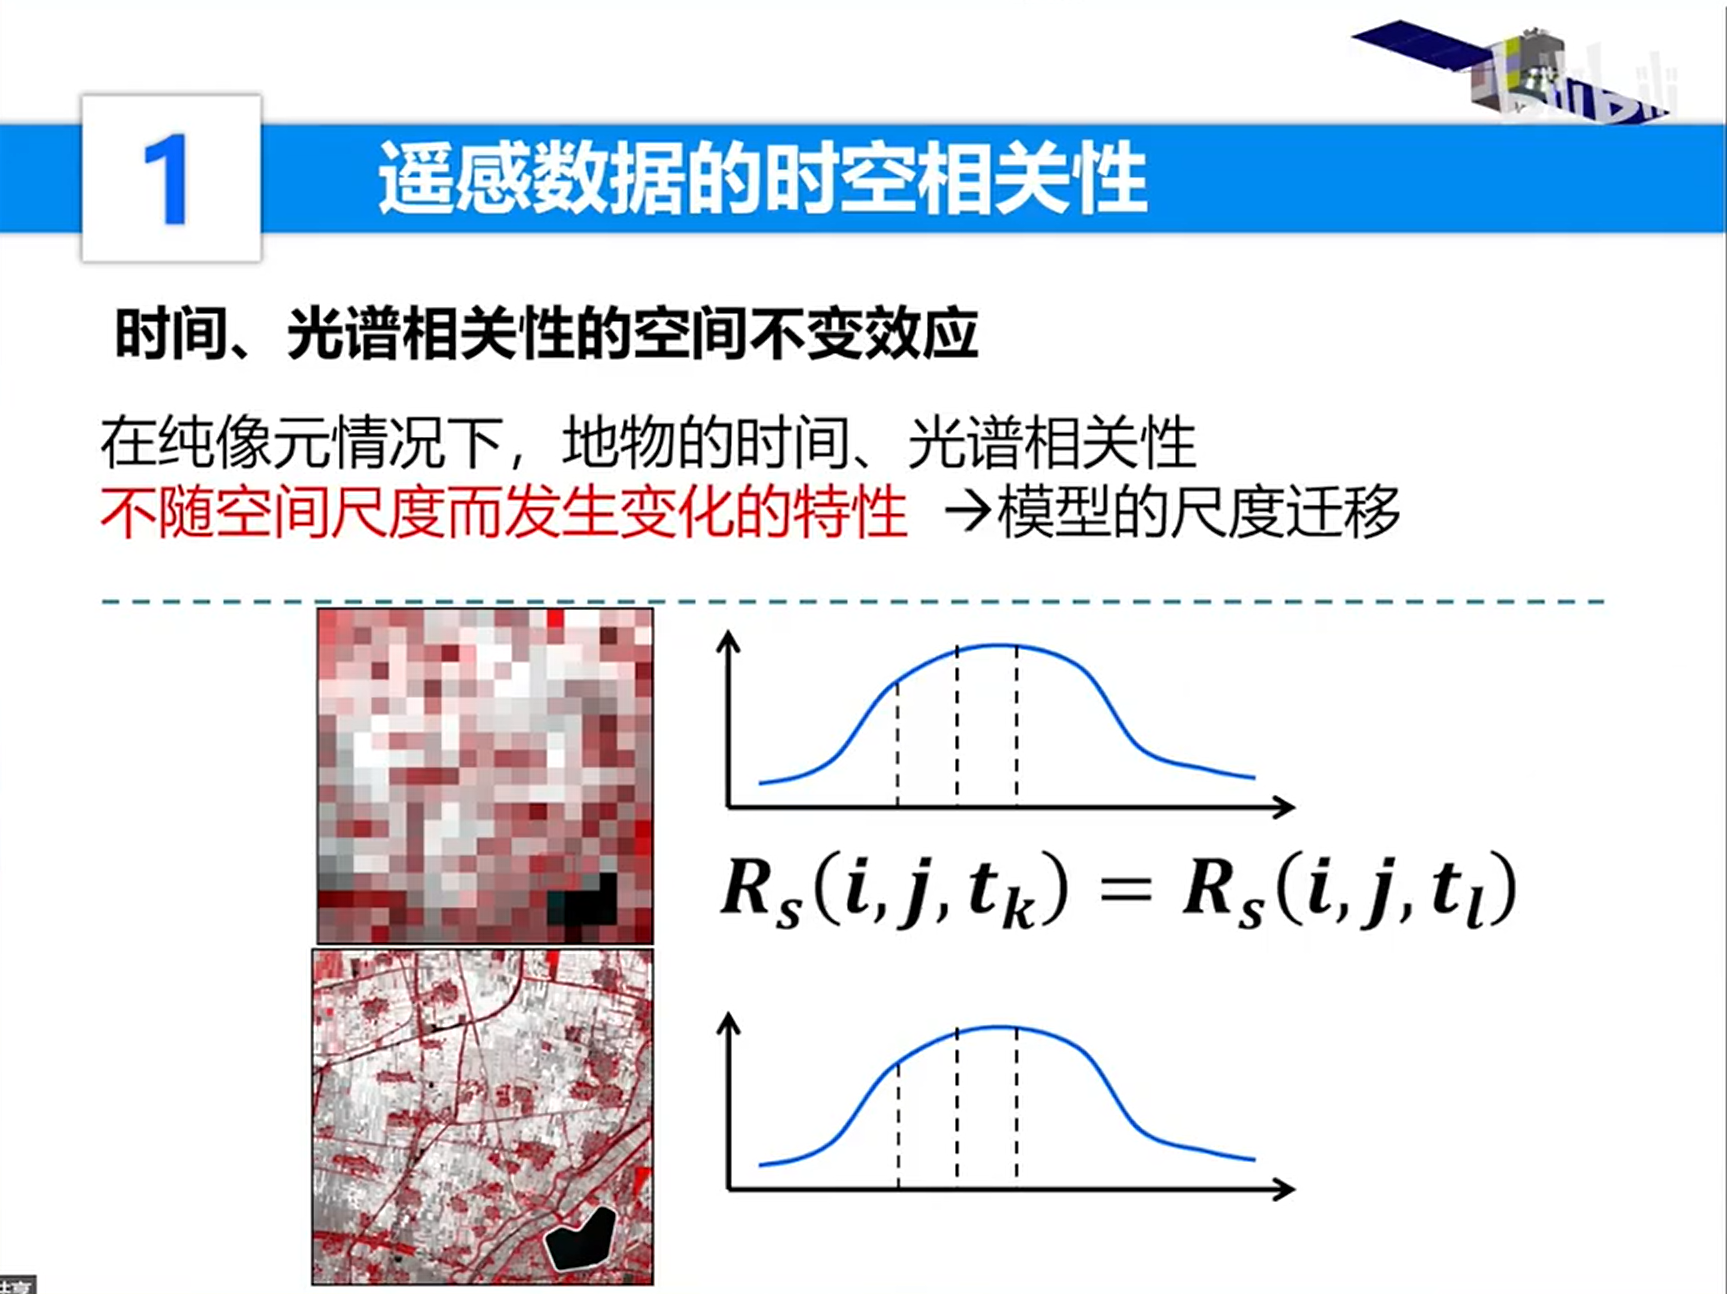 bilibili
1
遥感数据的时空相关性
时间、光谱相关性的空间不变效应
在纯像元情况下，地物的时间、光谱相关性
不随空间尺度而发生变化的特性 →模型的尺度迁移
R_s(i, j, t_k) = R_s(i, j, t_l)